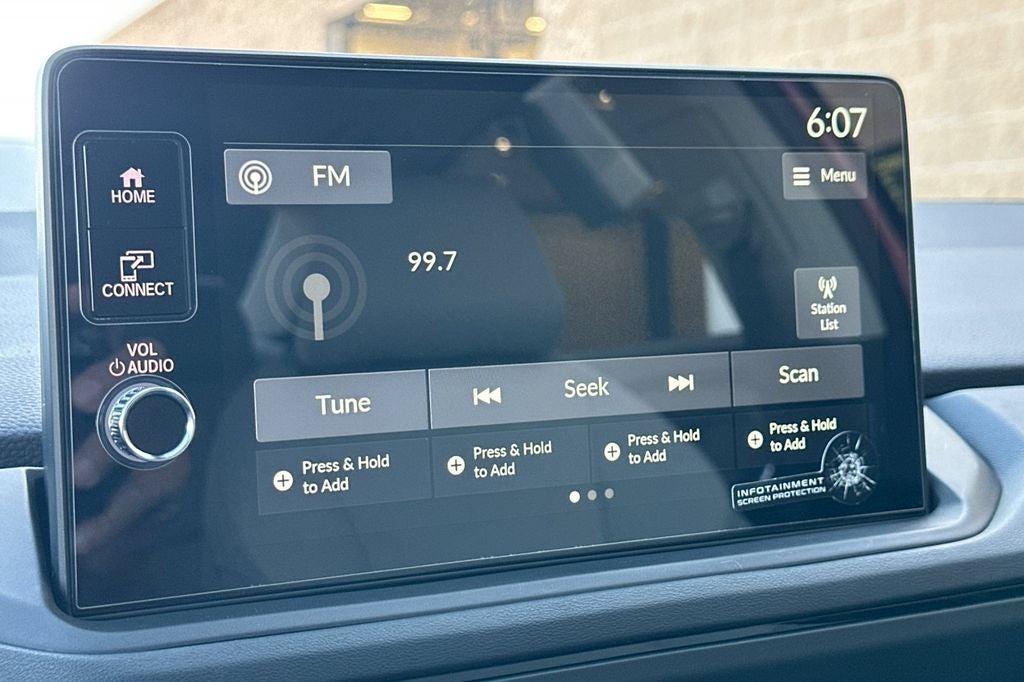 6:07
HOME
FM
Menu
CONNECT
99.7
Station
List
VOL
AUDIO
Tune
Seek
Scan
Press & Hold
to Add
Press & Hold
to Add
Press & Hold
to Add
Press & Hold
to Add
INFOTAINMENT
SCREEN PROTECTION